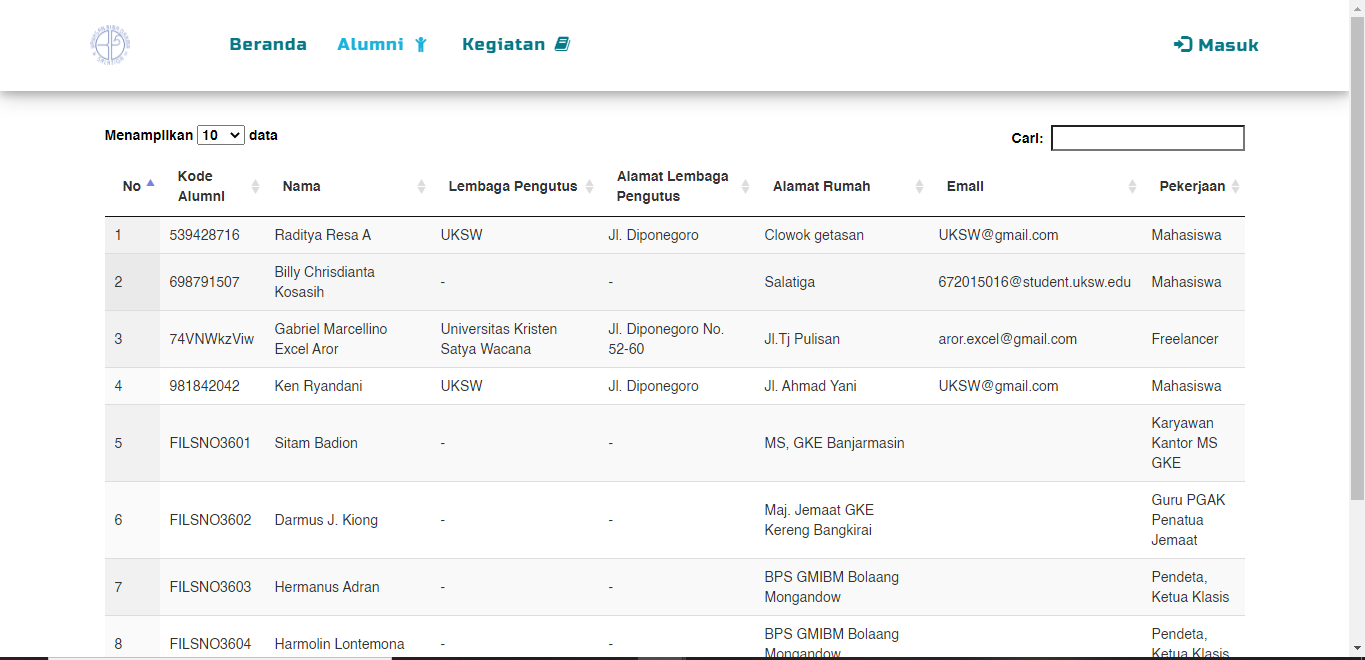 Beranda Alumni Kegiatan Masuk
Menampilkan 10 data Cari:
No Kode Alumni Nama Lembaga Pengutus Alamat Lembaga Pengutus Alamat Rumah Email Pekerjaan
1 539428716 Raditya Resa A UKSW Jl. Diponegoro Clowok getasan UKSW@gmail.com Mahasiswa
2 698791507 Billy Chrisdianta Kosasih - - Salatiga 672015016@student.uksw.edu Mahasiswa
3 74VNWkzViw Gabriel Marcellino Excel Aror Universitas Kristen Satya Wacana Jl. Diponegoro No. 52-60 Jl.Tj Pulisan aror.excel@gmail.com Freelancer
4 981842042 Ken Ryandani UKSW Jl. Diponegoro Jl. Ahmad Yani UKSW@gmail.com Mahasiswa
5 FILSNO3601 Sitam Badion - - MS, GKE Banjarmasin Karyawan Kantor MS GKE
6 FILSNO3602 Darmus J. Kiong - - Maj. Jemaat GKE Kereng Bangkirai Guru PGAK Penatua Jemaat
7 FILSNO3603 Hermanus Adran - - BPS GMIBM Bolaang Mongandow Pendeta, Ketua Klasis
8 FILSNO3604 Harmolin Lontemona - - BPS GMIBM Bolaang Mongandow Pendeta, Ketua Klasis